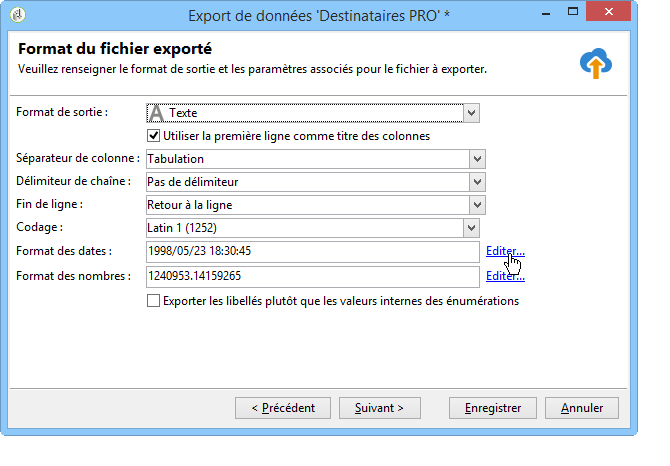 Export de données 'Destinataires PRO' *
Format du fichier exporté
Veuillez renseigner le format de sortie et les paramètres associés pour le fichier à exporter.
Format de sortie : Texte
Utiliser la première ligne comme titre des colonnes
Séparateur de colonne : Tabulation
Délimiteur de chaîne : Pas de délimiteur
Fin de ligne : Retour à la ligne
Codage : Latin 1 (1252)
Format des dates : 1998/05/23 18:30:45 Editer...
Format des nombres : 1240953.14159265 Editer...
Exporter les libellés plutôt que les valeurs internes des énumérations
< Précédent Suivant > Enregistrer Annuler